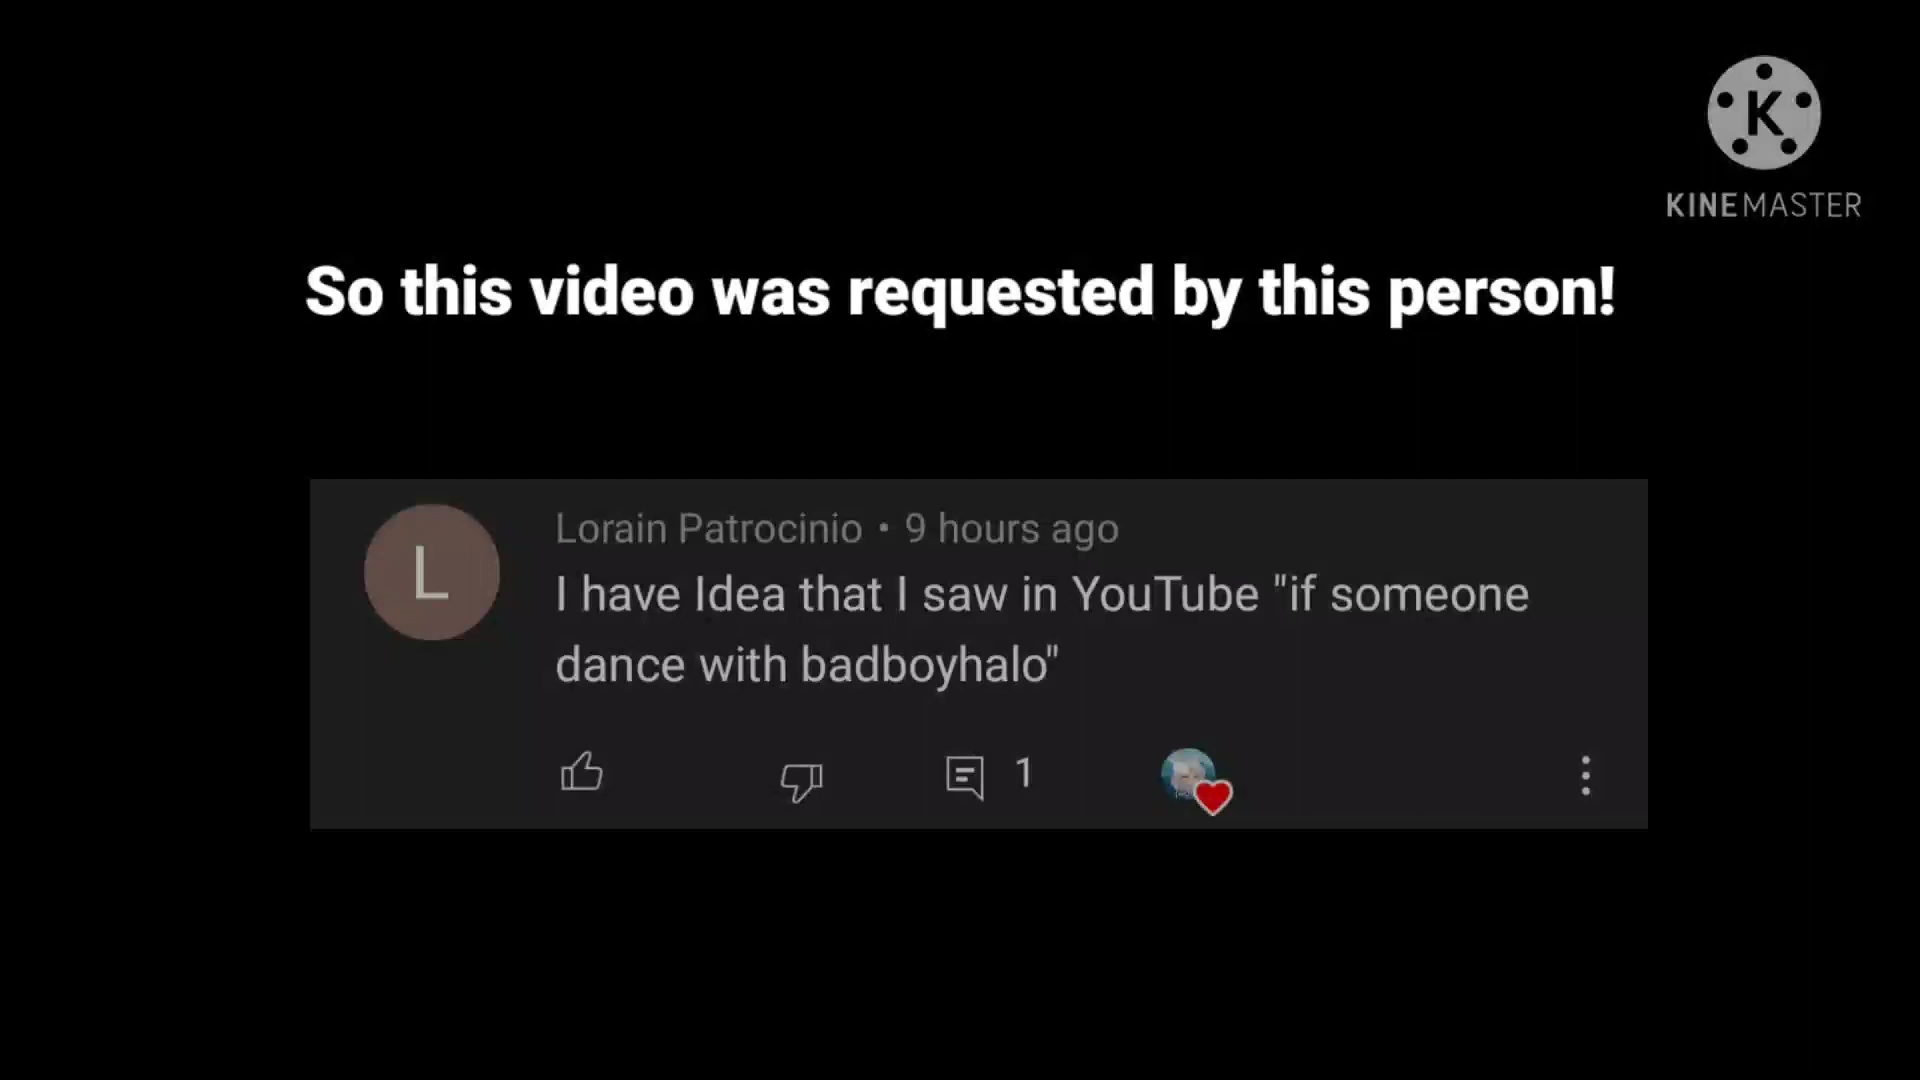 K
KINEMASTER
So this video was requested by this person!
L
Lorain Patrocinio • 9 hours ago
I have Idea that I saw in YouTube "if someone
dance with badboyhalo"
1